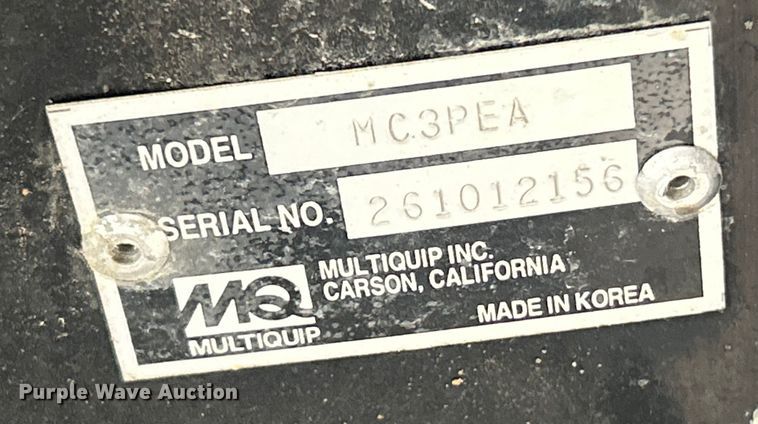 MODEL MC3PEA
SERIAL NO. 261012156
MQ
MULTIQUIP
MULTIQUIP INC.
CARSON, CALIFORNIA
MADE IN KOREA
Purple Wave Auction